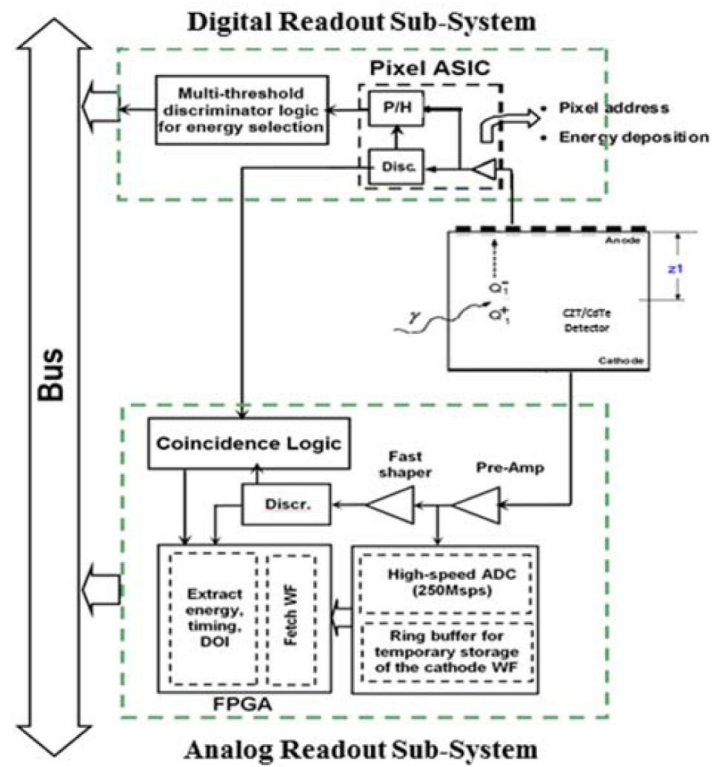 Digital Readout Sub-System
Pixel ASIC
Multi-threshold
discriminator logic
for energy selection
P/H
Disc.
• Pixel address
• Energy deposition
Anode
z1
Q1-
Q1+
γ
CZT/CdTe
Detector
Cathode
Bus
Coincidence Logic
Fast
shaper
Pre-Amp
Discr.
Extract
energy,
timing,
DOI
Fetch WF
High-speed ADC
(250Msps)
Ring buffer for
temporary storage
of the cathode WF
FPGA
Analog Readout Sub-System